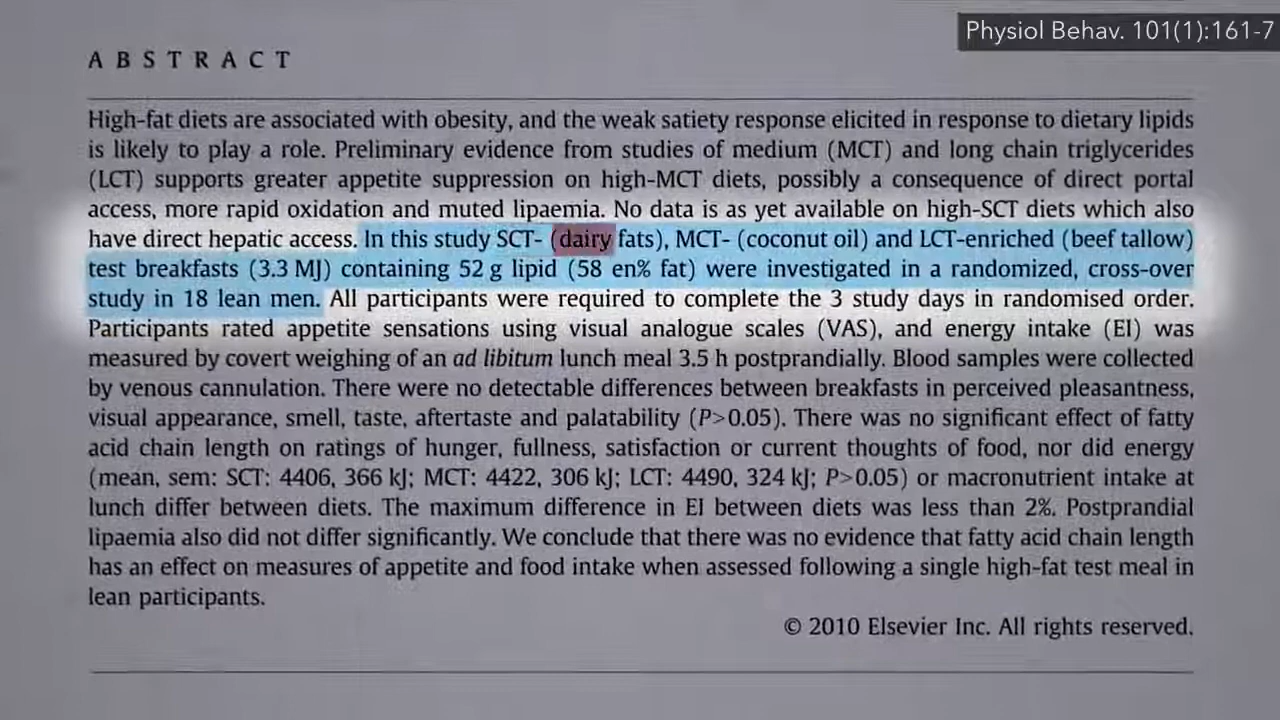 Physiol Behav. 101(1):161-7
ABSTRACT
High-fat diets are associated with obesity, and the weak satiety response elicited in response to dietary lipids
is likely to play a role. Preliminary evidence from studies of medium (MCT) and long chain triglycerides
(LCT) supports greater appetite suppression on high-MCT diets, possibly a consequence of direct portal
access, more rapid oxidation and muted lipaemia. No data is as yet available on high-SCT diets which also
have direct hepatic access. In this study SCT- (dairy fats), MCT- (coconut oil) and LCT-enriched (beef tallow)
test breakfasts (3.3 MJ) containing 52 g lipid (58 en% fat) were investigated in a randomized, cross-over
study in 18 lean men. All participants were required to complete the 3 study days in randomised order.
Participants rated appetite sensations using visual analogue scales (VAS), and energy intake (EI) was
measured by covert weighing of an ad libitum lunch meal 3.5 h postprandially. Blood samples were collected
by venous cannulation. There were no detectable differences between breakfasts in perceived pleasantness,
visual appearance, smell, taste, aftertaste and palatability (P>0.05). There was no significant effect of fatty
acid chain length on ratings of hunger, fullness, satisfaction or current thoughts of food, nor did energy
(mean, sem: SCT: 4406, 366 kJ; MCT: 4422, 306 kJ; LCT: 4490, 324 kJ; P>0.05) or macronutrient intake at
lunch differ between diets. The maximum difference in EI between diets was less than 2%. Postprandial
lipaemia also did not differ significantly. We conclude that there was no evidence that fatty acid chain length
has an effect on measures of appetite and food intake when assessed following a single high-fat test meal in
lean participants.
© 2010 Elsevier Inc. All rights reserved.